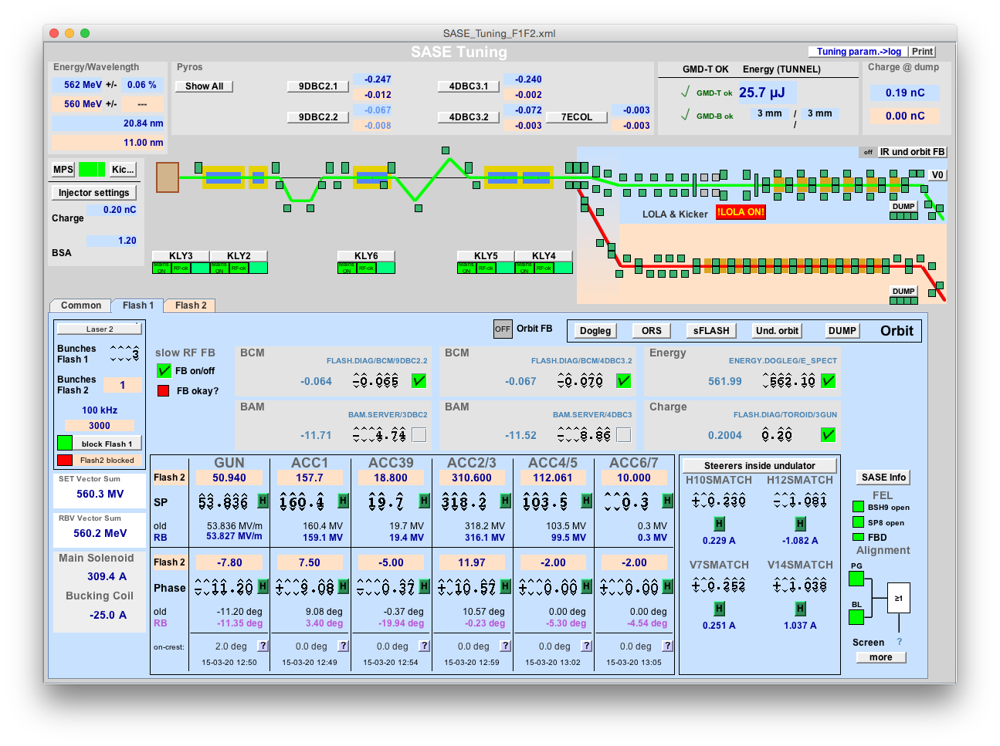 SASE_Tuning_F1F2.xml
SASE Tuning
Tuning param.->log Print
Energy/Wavelength
562 MeV +/- 0.06 %
560 MeV +/- ---
20.84 nm
11.00 nm
Pyros
Show All
9DBC2.1 -0.247
-0.012
9DBC2.2 -0.067
-0.008
4DBC3.1 -0.240
-0.002
4DBC3.2 -0.072
-0.003
7ECOL -0.003
-0.003
GMD-T OK Energy (TUNNEL)
GMD-T ok 25.7 µJ
GMD-B ok 3 mm / 3 mm
/
Charge @ dump
0.19 nC
0.00 nC
MPS Kic...
Injector settings
0.20 nC
Charge
1.20
BSA
off IR und orbit FB
V0
LOLA & Kicker !LOLA ON!
DUMP
DUMP
KLY3 KLY2 KLY6 KLY5 KLY4
Mains ON RF-ok Mains ON RF-ok Mains ON RF-ok Mains ON RF-ok Mains ON RF-ok
Common Flash 1 Flash 2
Laser 2
Bunches Flash 1 3
Bunches Flash 2 1
100 kHz
3000
block Flash 1
Flash2 blocked
SET Vector Sum
560.3 MV
RBV Vector Sum
560.2 MeV
Main Solenoid
309.4 A
Bucking Coil
-25.0 A
OFF Orbit FB
Dogleg ORS sFLASH Und. orbit DUMP Orbit
slow RF FB
FB on/off
FB okay?
BCM
FLASH.DIAG/BCM/9DBC2.2
-0.064 -0.065
BCM
FLASH.DIAG/BCM/4DBC3.2
-0.067 -0.070
Energy
ENERGY.DOGLEG/E_SPECT
561.99 562.10
BAM
BAM.SERVER/3DBC2
-11.71 - 4.74
BAM
BAM.SERVER/4DBC3
-11.52 - 8.86
Charge
FLASH.DIAG/TOROID/3GUN
0.2004 0.20
GUN ACC1 ACC39 ACC2/3 ACC4/5 ACC6/7
Flash 2 50.940 157.7 18.800 310.600 112.061 10.000
SP 53.836 H 160.4 H 19.7 H 318.2 H 103.5 H 0.3 H
old 53.836 MV/m 160.4 MV 19.7 MV 318.2 MV 103.5 MV 0.3 MV
RB 53.827 MV/m 159.1 MV 19.4 MV 316.1 MV 99.5 MV 0.3 MV
Flash 2 -7.80 7.50 -5.00 11.97 -2.00 -2.00
Phase - 11.20 H + 9.08 H - 0.37 H +10.57 H - 0.00 H + 0.00 H
old -11.20 deg 9.08 deg -0.37 deg 10.57 deg 0.00 deg 0.00 deg
RB -11.35 deg 3.40 deg -19.94 deg -0.23 deg -5.30 deg -4.54 deg
on-crest: 2.0 deg ? 0.0 deg ? 0.0 deg ? 0.0 deg ? 0.0 deg ? 0.0 deg ?
15-03-20 12:50 15-03-20 12:49 15-03-20 12:54 15-03-20 12:59 15-03-20 13:02 15-03-20 13:05
Steerers inside undulator
H10SMATCH H12SMATCH
+0.230 -1.081
H H
0.229 A -1.082 A
V7SMATCH V14SMATCH
+0.252 +1.038
H H
0.251 A 1.037 A
SASE Info
FEL
BSH9 open
SP8 open
FBD
Alignment
PG
BL
≥1
Screen ?
more